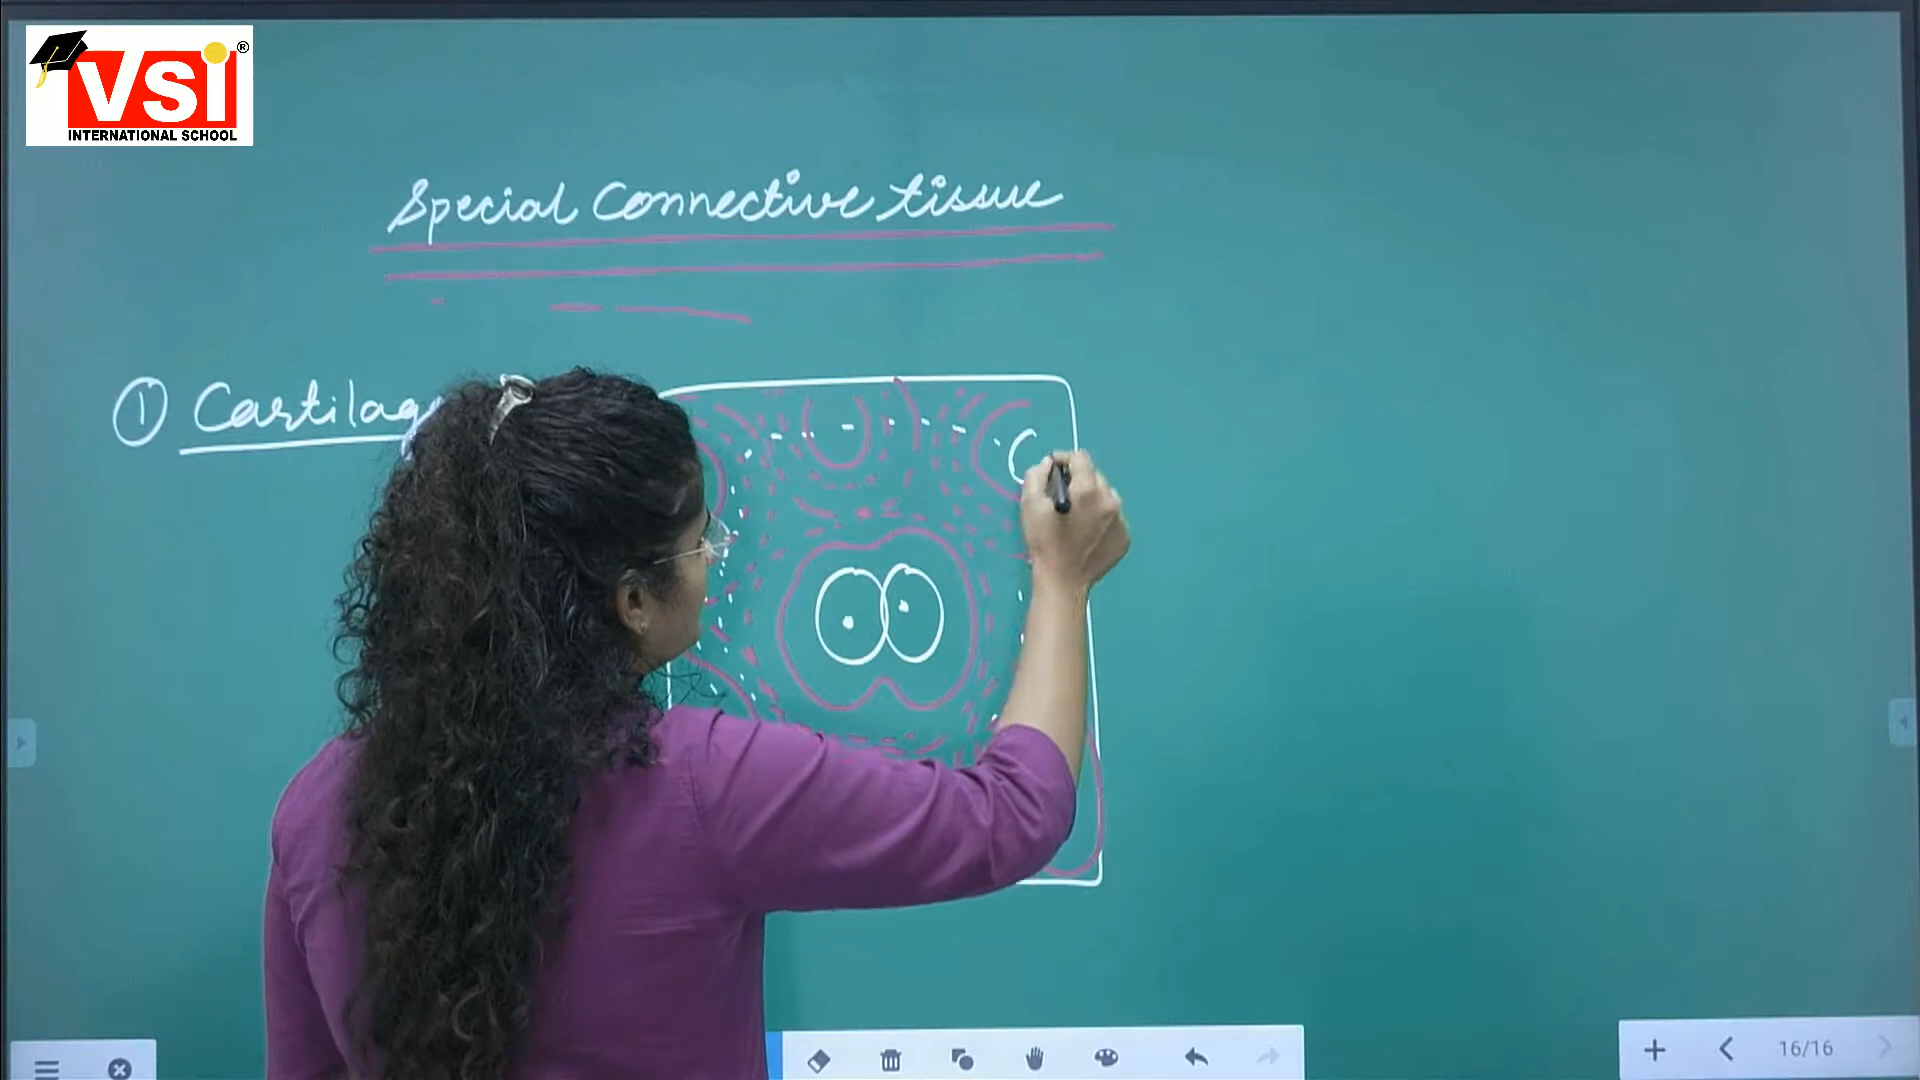 VSI ®
INTERNATIONAL SCHOOL
Special Connective tissue
① Cartilag
16/16